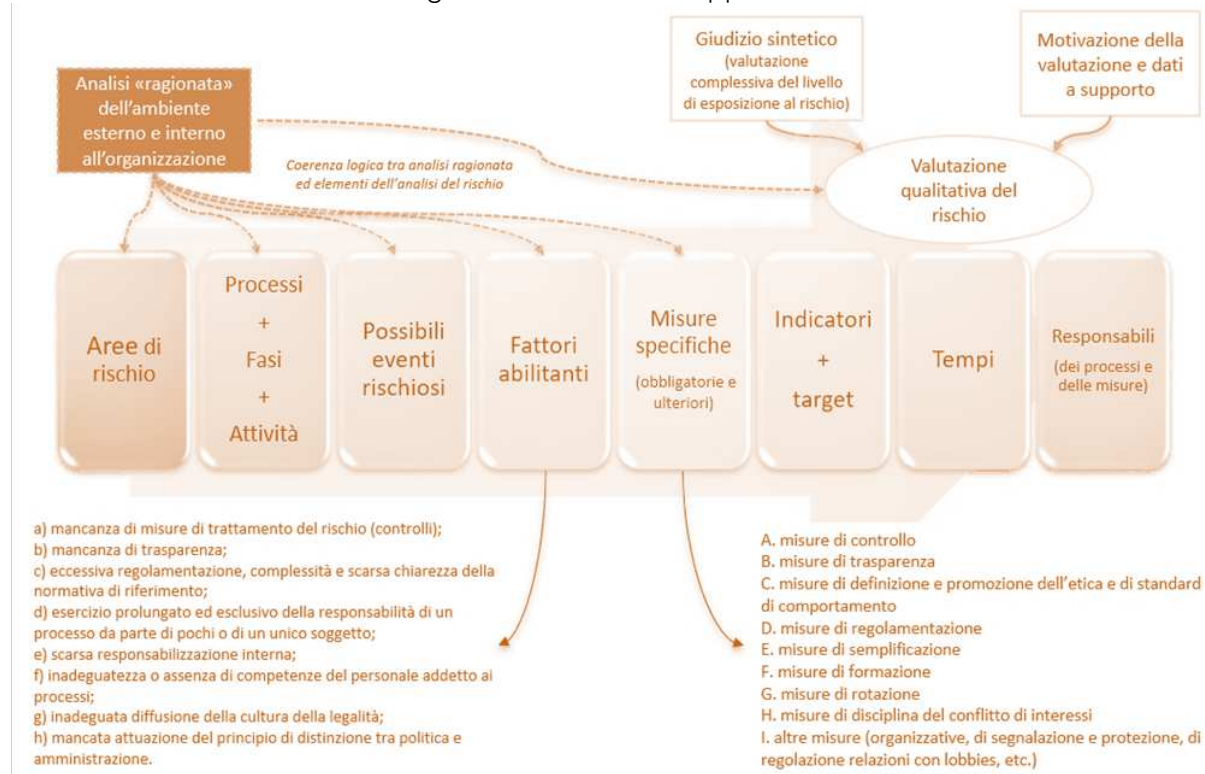 Giudizio sintetico
(valutazione
complessiva del livello
di esposizione al rischio)
Motivazione della
valutazione e dati
a supporto
Analisi «ragionata»
dell'ambiente
esterno e interno
all'organizzazione
Coerenza logica tra analisi ragionata
ed elementi dell'analisi del rischio
Valutazione
qualitativa del
rischio
Aree di
rischio
Processi
+
Fasi
+
Attività
Possibili
eventi
rischiosi
Fattori
abilitanti
Misure
specifiche
(obbligatorie e
ulteriori)
Indicatori
+
target
Tempi
Responsabili
(dei processi e
delle misure)
a) mancanza di misure di trattamento del rischio (controlli);
b) mancanza di trasparenza;
c) eccessiva regolamentazione, complessità e scarsa chiarezza della
normativa di riferimento;
d) esercizio prolungato ed esclusivo della responsabilità di un
processo da parte di pochi o di un unico soggetto;
e) scarsa responsabilizzazione interna;
f) inadeguatezza o assenza di competenze del personale addetto ai
processi;
g) inadeguata diffusione della cultura della legalità;
h) mancata attuazione del principio di distinzione tra politica e
amministrazione.
A. misure di controllo
B. misure di trasparenza
C. misure di definizione e promozione dell'etica e di standard
di comportamento
D. misure di regolamentazione
E. misure di semplificazione
F. misure di formazione
G. misure di rotazione
H. misure di disciplina del conflitto di interessi
I. altre misure (organizzative, di segnalazione e protezione, di
regolazione relazioni con lobbies, etc.)